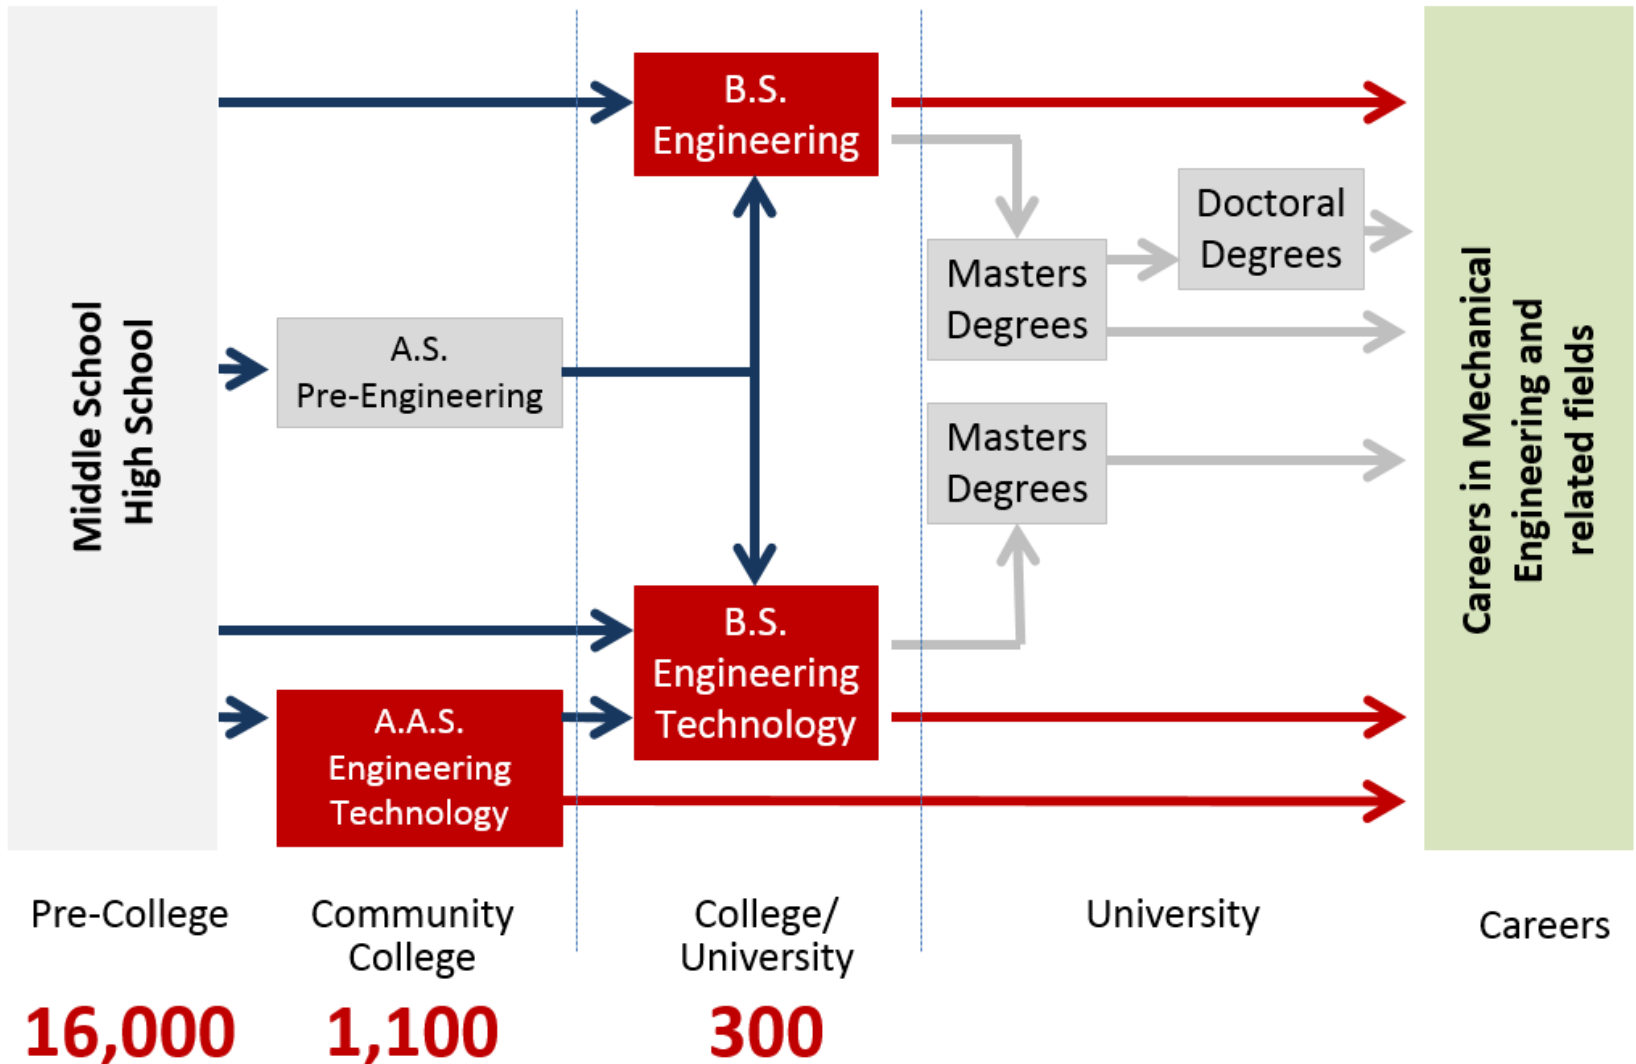 Middle School
High School
B.S.
Engineering
A.S.
Pre-Engineering
B.S.
Engineering
Technology
A.A.S.
Engineering
Technology
Masters
Degrees
Doctoral
Degrees
Masters
Degrees
Careers in Mechanical
Engineering and
related fields
Pre-College
Community
College
College/
University
University
Careers
16,000
1,100
300